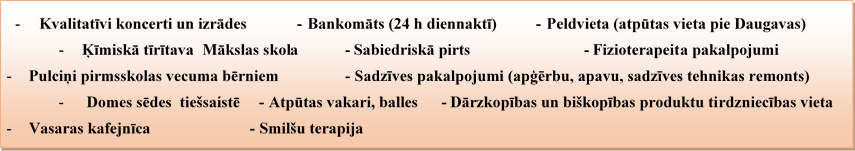 - Kvalitatīvi koncerti un izrādes - Bankomāts (24 h diennaktī) - Peldvieta (atpūtas vieta pie Daugavas)
- Ķīmiskā tīrītava Mākslas skola - Sabiedriskā pirts - Fizioterapeita pakalpojumi
- Pulciņi pirmsskolas vecuma bērniem - Sadzīves pakalpojumi (apģērbu, apavu, sadzīves tehnikas remonts)
- Domes sēdes tiešsaistē - Atpūtas vakari, balles - Dārzkopības un biškopības produktu tirdzniecības vieta
- Vasaras kafejnīca - Smilšu terapija